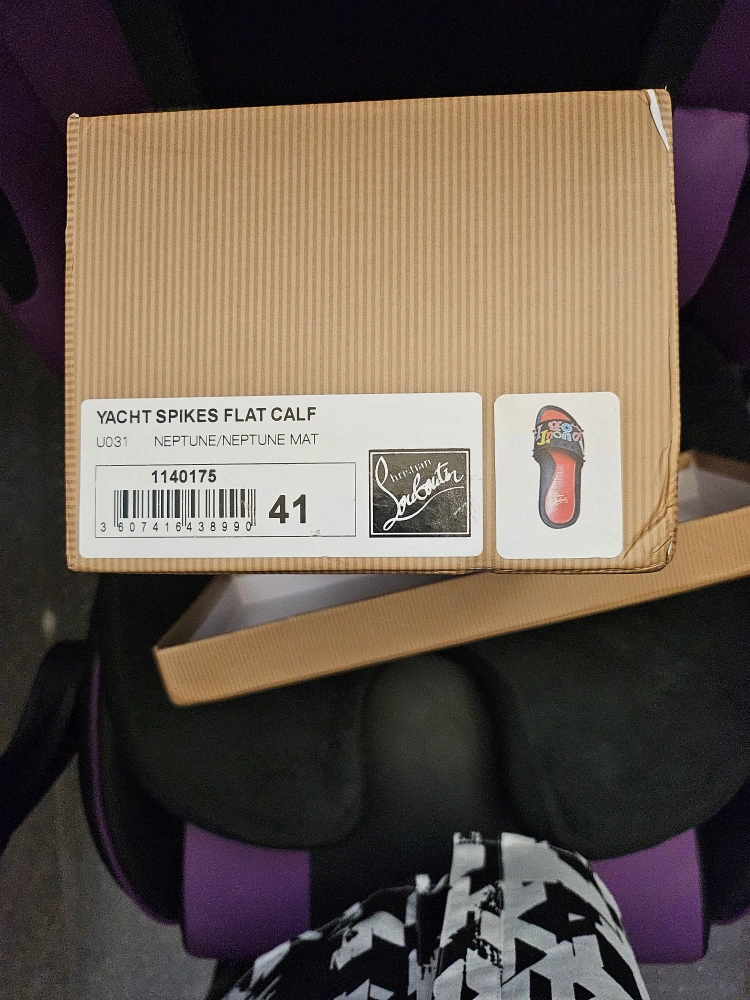 YACHT SPIKES FLAT CALF
U031 NEPTUNE/NEPTUNE MAT
1140175
3 607416 438990
41
Christian
Louboutin